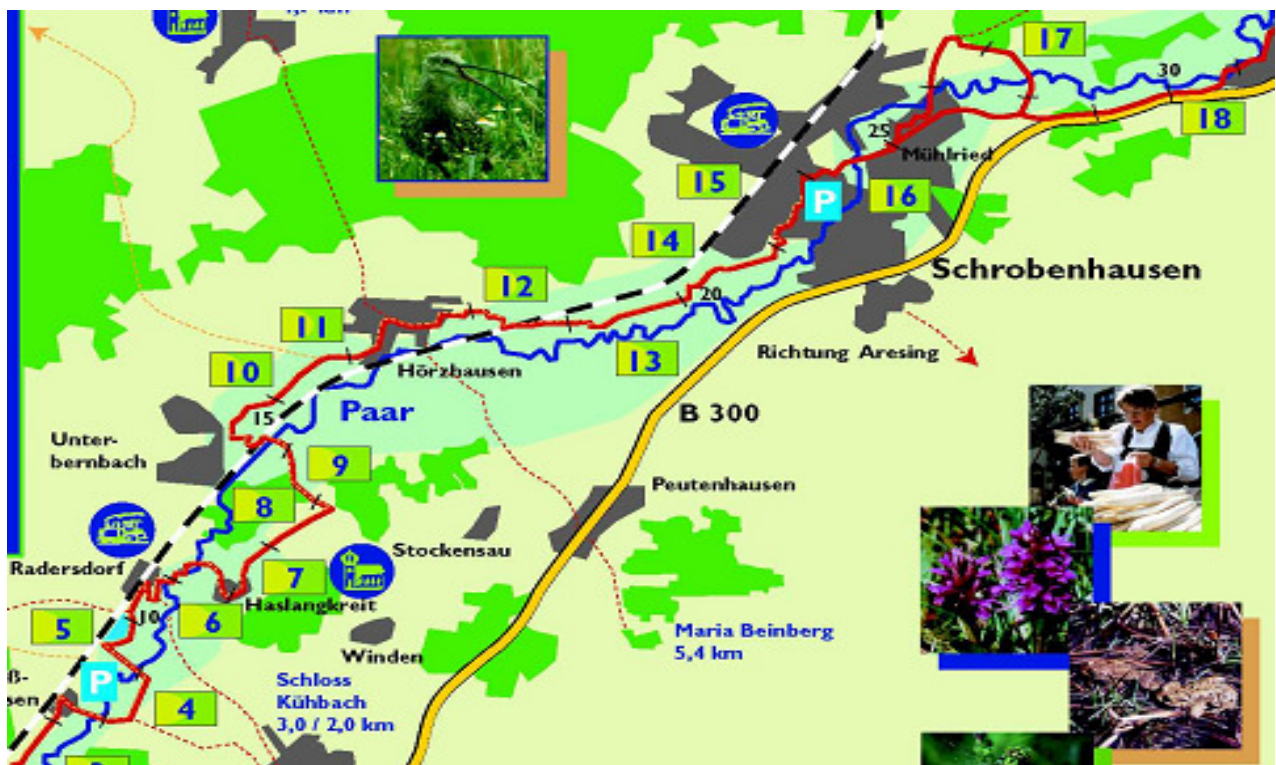 17
30
18
25
Mühlried
15
P
16
14
Schrobenhausen
12
20
11
Richtung Aresing
13
Hörzhausen
10
15
Paar
B 300
Unter-
bernbach
9
Peutenhausen
8
Stockensau
Radersdorf
7
Haslangkreit
10
6
5
Maria Beinberg
5,4 km
Winden
P
Schloss
Kühbach
3,0 / 2,0 km
4